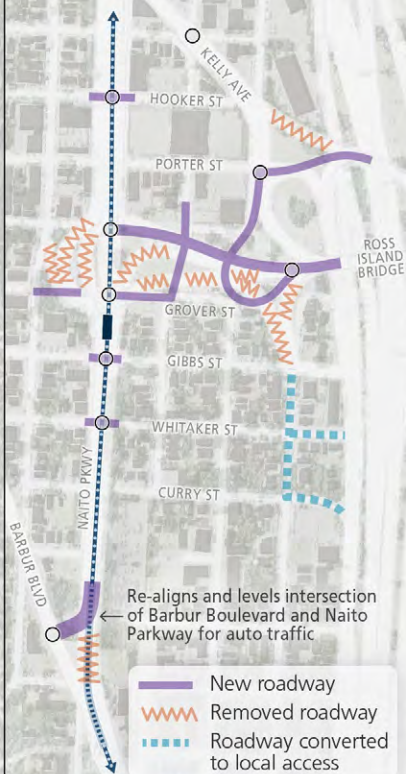 KELLY AVE
HOOKER ST
PORTER ST
ROSS
ISLAND
BRIDGE
GROVER ST
GIBBS ST
WHITAKER ST
NAITO PKWY
CURRY ST
BARBUR BLVD
Re-aligns and levels intersection
of Barbur Boulevard and Naito
Parkway for auto traffic
New roadway
Removed roadway
Roadway converted
to local access